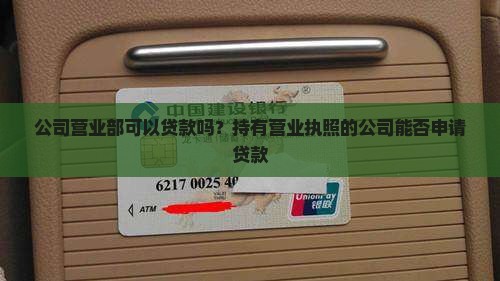 中国建设银行
公司营业部可以贷款吗？持有营业执照的公司能否申请
贷款
6217 0025 40
ATM
UnionPay
银联